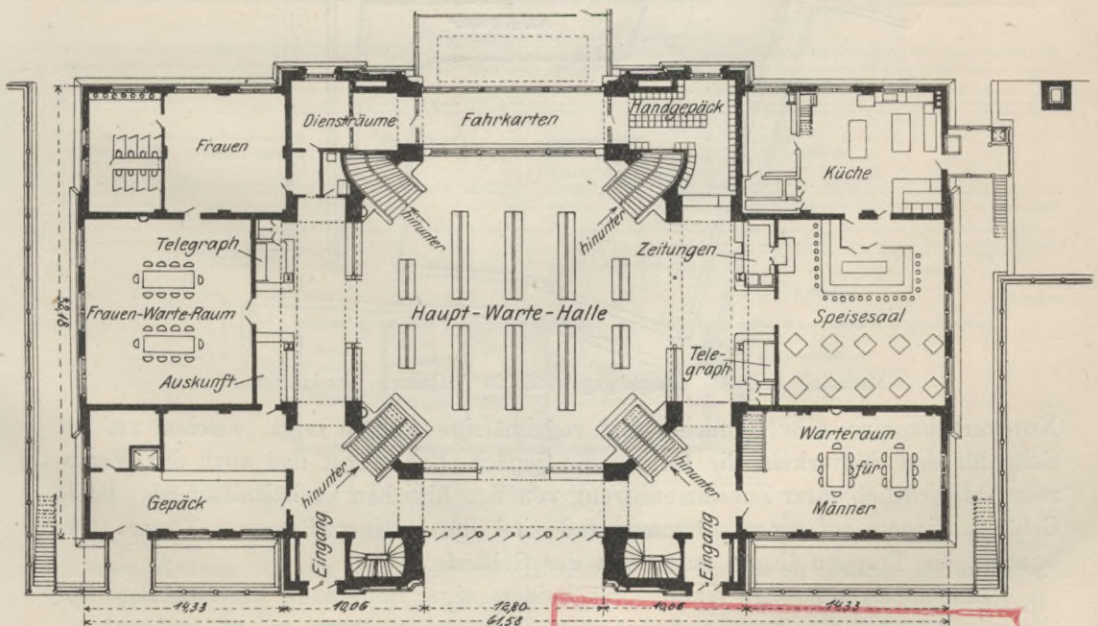 Frauen
Diensträume
Fahrkarten
Handgepäck
Küche
hinunter
hinunter
Telegraph
Zeitungen
Frauen-Warte-Raum
Haupt-Warte-Halle
Speisesaal
32,18
Auskunft
Tele-
graph
hinunter
hinunter
Gepäck
Warteraum
für
Männer
Eingang
Eingang
14,33 10,06 12,80 10,06 14,33
61,58